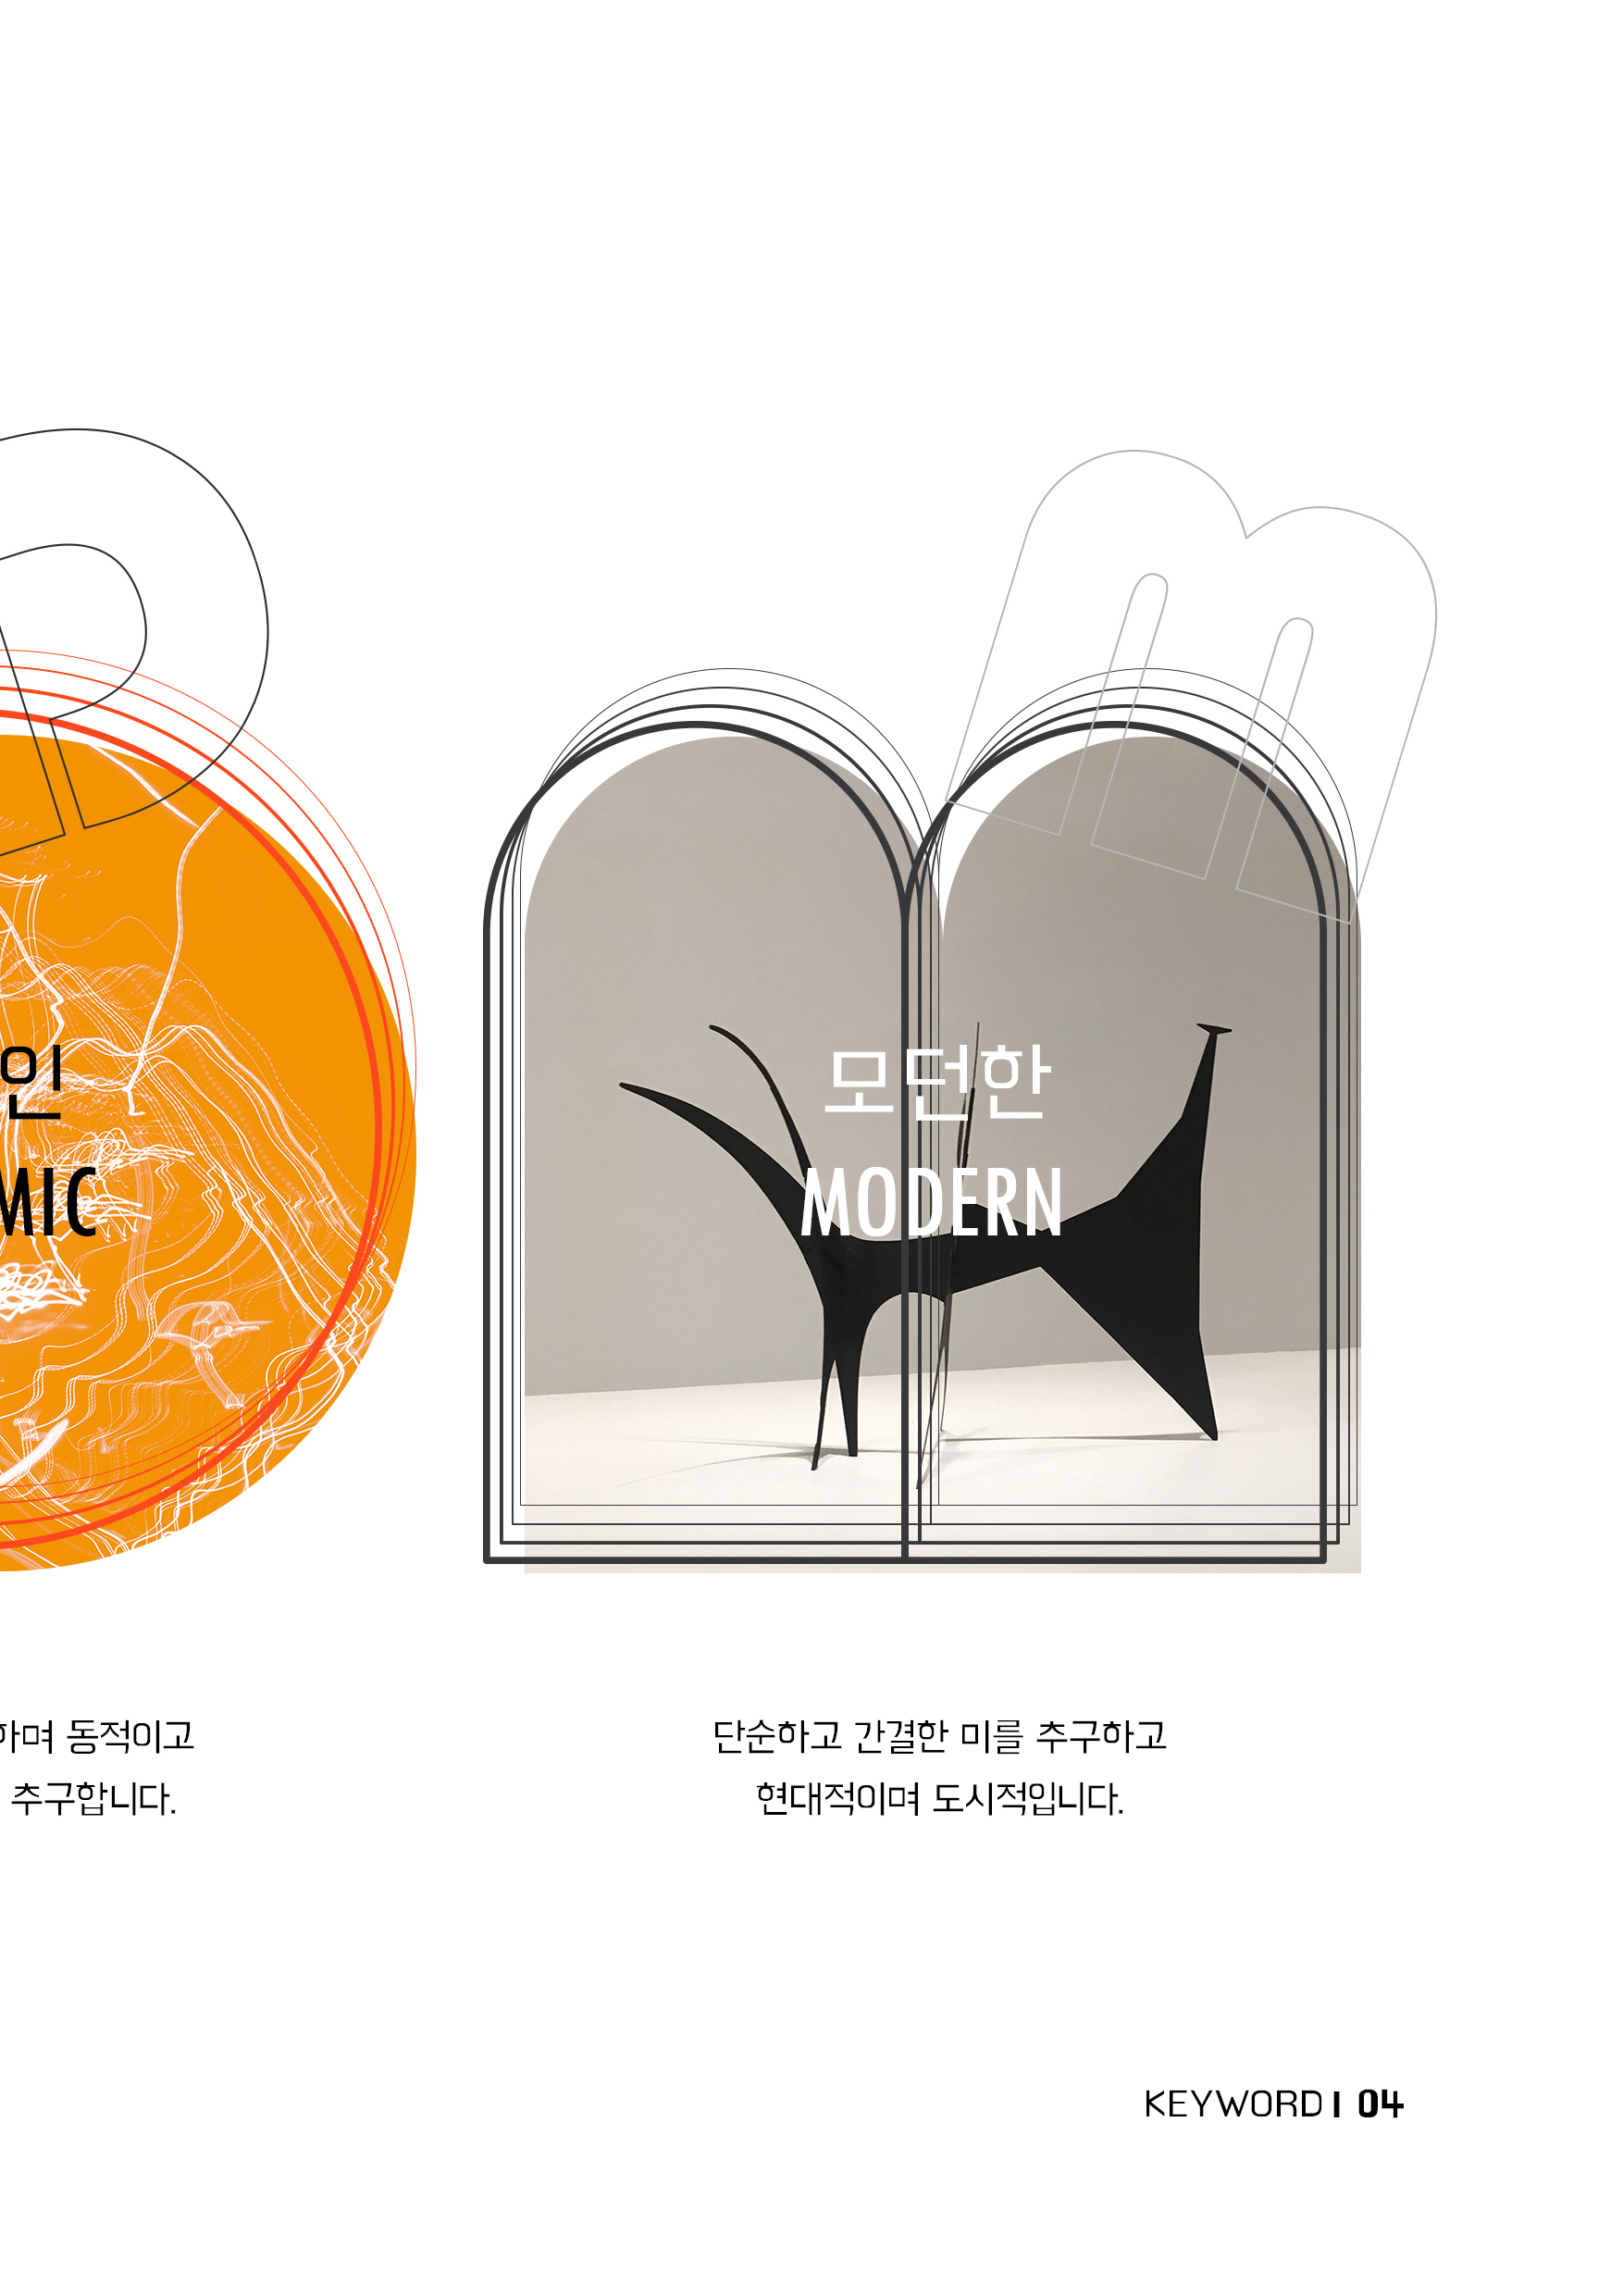 인
MIC
하며 동적이고
추구합니다.
모던한
MODERN
단순하고 간결한 미를 추구하고
현대적이며 도시적입니다.
KEYWORD | 04